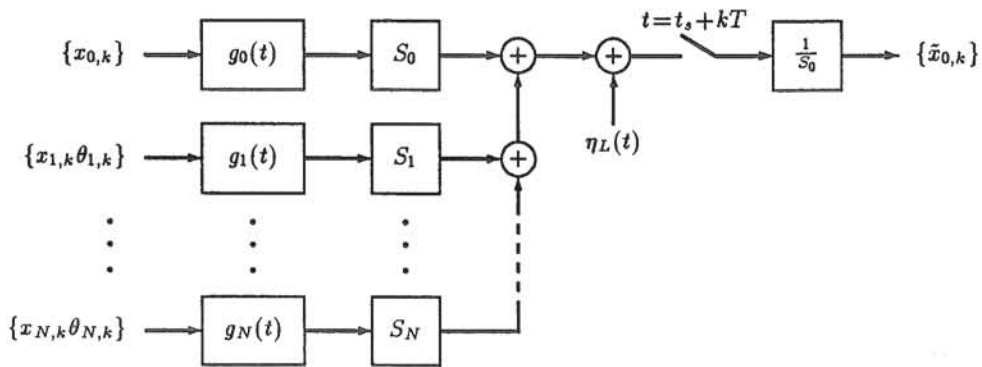 {x_{0,k}} g_0(t) S_0 + + t=t_s+kT 1/S_0 {x̃_{0,k}}
η_L(t)
{x_{1,k}θ_{1,k}} g_1(t) S_1 +
{x_{N,k}θ_{N,k}} g_N(t) S_N